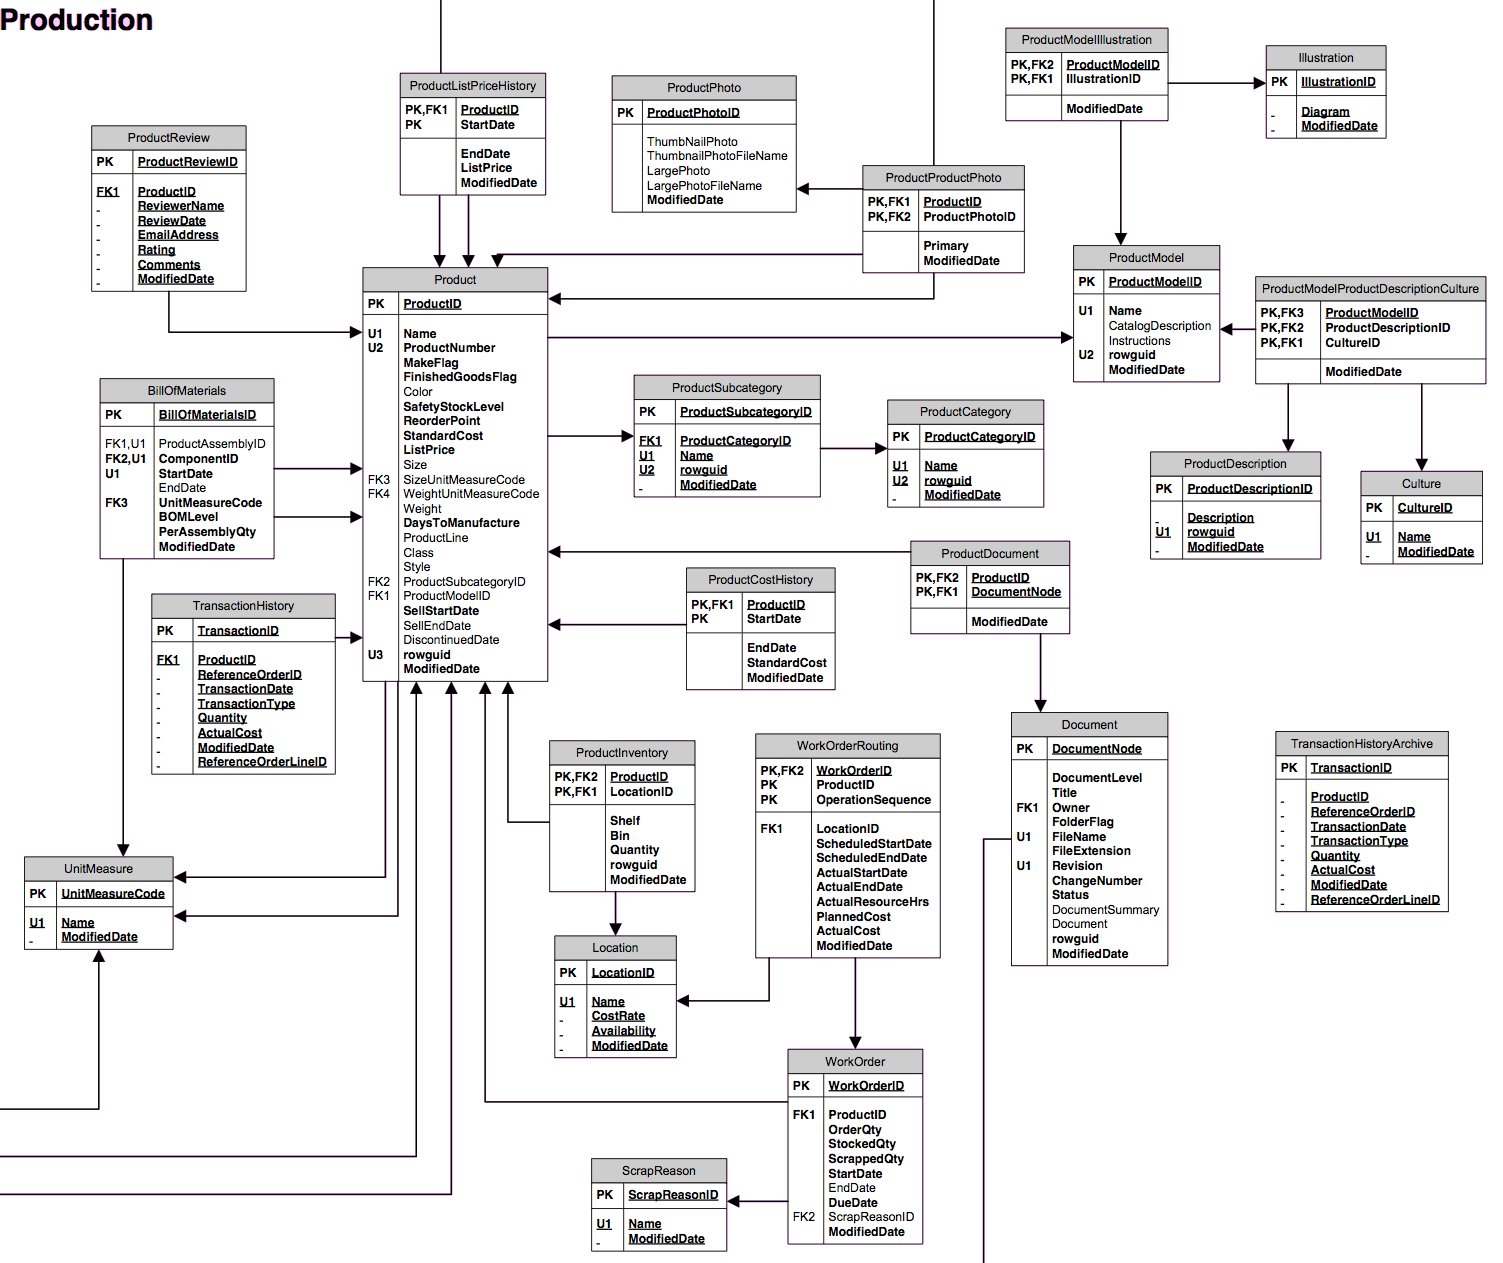 Production
ProductListPriceHistory
PK,FK1 ProductID
PK StartDate
EndDate
ListPrice
ModifiedDate
ProductPhoto
PK ProductPhotoID
ThumbNailPhoto
ThumbnailPhotoFileName
LargePhoto
LargePhotoFileName
ModifiedDate
ProductModelIllustration
PK,FK2 ProductModelID
PK,FK1 IllustrationID
ModifiedDate
Illustration
PK IllustrationID
- Diagram
- ModifiedDate
ProductReview
PK ProductReviewID
FK1 ProductID
- ReviewerName
- ReviewDate
- EmailAddress
- Rating
- Comments
- ModifiedDate
ProductProductPhoto
PK,FK1 ProductID
PK,FK2 ProductPhotoID
Primary
ModifiedDate
Product
PK ProductID
U1 Name
U2 ProductNumber
MakeFlag
FinishedGoodsFlag
Color
SafetyStockLevel
ReorderPoint
StandardCost
ListPrice
Size
FK3 SizeUnitMeasureCode
FK4 WeightUnitMeasureCode
Weight
DaysToManufacture
ProductLine
Class
Style
FK2 ProductSubcategoryID
FK1 ProductModelID
SellStartDate
SellEndDate
DiscontinuedDate
U3 rowguid
ModifiedDate
ProductModel
PK ProductModelID
U1 Name
CatalogDescription
Instructions
U2 rowguid
ModifiedDate
ProductModelProductDescriptionCulture
PK,FK3 ProductModelID
PK,FK2 ProductDescriptionID
PK,FK1 CultureID
ModifiedDate
BillOfMaterials
PK BillOfMaterialsID
FK1,U1 ProductAssemblyID
FK2,U1 ComponentID
U1 StartDate
EndDate
FK3 UnitMeasureCode
BOMLevel
PerAssemblyQty
ModifiedDate
ProductSubcategory
PK ProductSubcategoryID
FK1 ProductCategoryID
U1 Name
U2 rowguid
- ModifiedDate
ProductCategory
PK ProductCategoryID
U1 Name
U2 rowguid
- ModifiedDate
ProductDescription
PK ProductDescriptionID
- Description
U1 rowguid
- ModifiedDate
Culture
PK CultureID
U1 Name
- ModifiedDate
ProductDocument
PK,FK2 ProductID
PK,FK1 DocumentNode
ModifiedDate
ProductCostHistory
PK,FK1 ProductID
PK StartDate
EndDate
StandardCost
ModifiedDate
TransactionHistory
PK TransactionID
FK1 ProductID
- ReferenceOrderID
- TransactionDate
- TransactionType
- Quantity
- ActualCost
- ModifiedDate
- ReferenceOrderLineID
Document
PK DocumentNode
DocumentLevel
Title
FK1 Owner
FolderFlag
U1 FileName
FileExtension
U1 Revision
ChangeNumber
Status
DocumentSummary
Document
rowguid
ModifiedDate
TransactionHistoryArchive
PK TransactionID
- ProductID
- ReferenceOrderID
- TransactionDate
- TransactionType
- Quantity
- ActualCost
- ModifiedDate
- ReferenceOrderLineID
ProductInventory
PK,FK2 ProductID
PK,FK1 LocationID
Shelf
Bin
Quantity
rowguid
ModifiedDate
WorkOrderRouting
PK,FK2 WorkOrderID
PK ProductID
PK OperationSequence
FK1 LocationID
ScheduledStartDate
ScheduledEndDate
ActualStartDate
ActualEndDate
ActualResourceHrs
PlannedCost
ActualCost
ModifiedDate
UnitMeasure
PK UnitMeasureCode
U1 Name
- ModifiedDate
Location
PK LocationID
U1 Name
- CostRate
- Availability
- ModifiedDate
WorkOrder
PK WorkOrderID
FK1 ProductID
OrderQty
StockedQty
ScrappedQty
StartDate
EndDate
DueDate
FK2 ScrapReasonID
ModifiedDate
ScrapReason
PK ScrapReasonID
U1 Name
- ModifiedDate